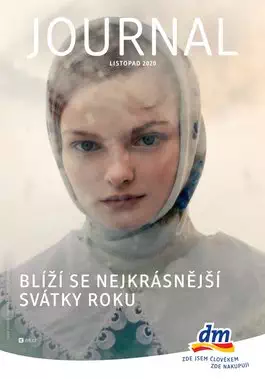 JOURNAL
LISTOPAD 2020
BLÍŽÍ SE NEJKRÁSNĚJŠÍ
SVÁTKY ROKU
dm
ZDE JSEM ČLOVĚKEM
ZDE NAKUPUJI